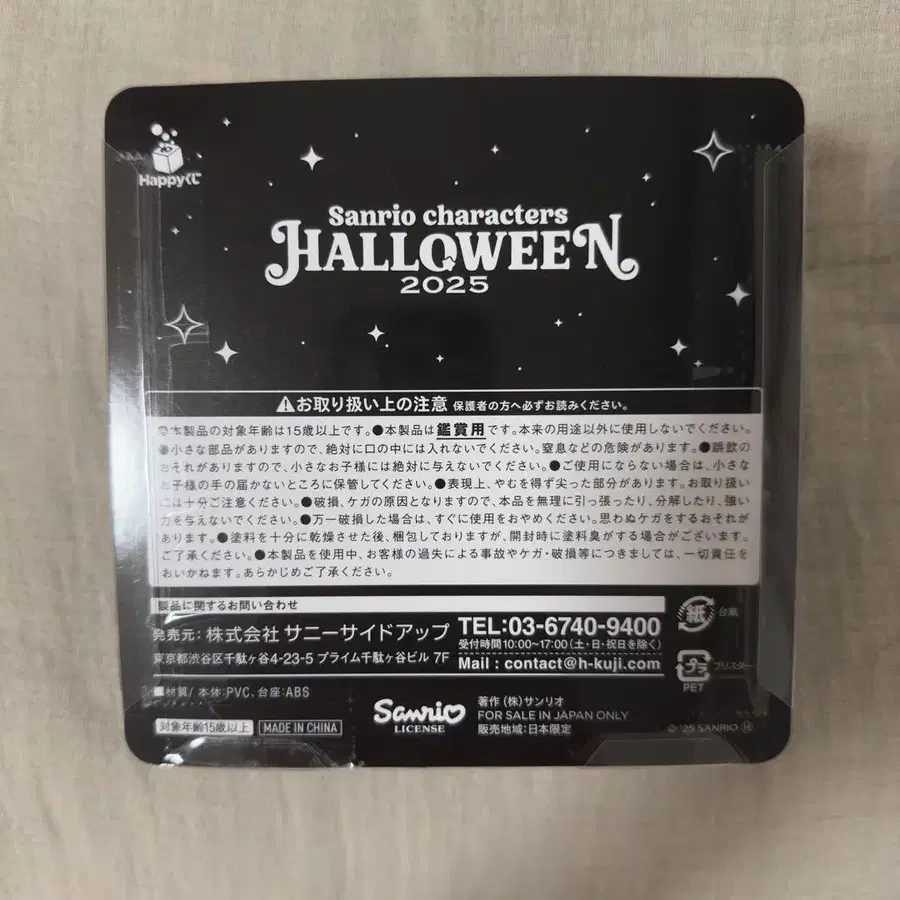 Happyくじ
Sanrio characters
HALLOWEEN
2025
⚠お取り扱い上の注意 保護者の方へ必ずお読みください。
●本製品の対象年齢は15歳以上です。●本製品は鑑賞用です。本来の用途以外に使用しないでください。
●小さな部品がありますので、絶対に口の中には入れないでください。窒息などの危険があります。●誤飲の
おそれがありますので、小さなお子様には絶対に与えないでください。●ご使用にならない場合は、小さな
お子様の手の届かないところに保管してください。●表現上、やむを得ず尖った部分があります。お取り扱い
には十分ご注意ください。●破損、ケガの原因となりますので、本品を無理に引っ張ったり、分解したり、強い
力を与えないでください。●万一破損した場合は、すぐに使用をおやめください。思わぬケガをするおそれが
あります。●塗料を十分に乾燥させた後、梱包しておりますが、開封時に塗料臭がする場合がございます。
ご了承ください。●本製品を使用中、お客様の過失による事故やケガ・破損等につきましては、一切責任を
おいかねます。あらかじめご了承ください。
製品に関するお問い合わせ
発売元：株式会社 サニーサイドアップ
東京都渋谷区千駄ヶ谷4-23-5 プライム千駄ヶ谷ビル 7F
TEL:03-6740-9400
受付時間10:00〜17:00(土・日・祝日を除く)
Mail : contact@h-kuji.com
紙 台紙
プラ ブリスター
PET
■材質/ 本体:PVC、台座:ABS
対象年齢15歳以上 MADE IN CHINA
Sanrio
LICENSE
著作 (株)サンリオ
FOR SALE IN JAPAN ONLY
販売地域:日本限定
© '25 SANRIO Ⓗ